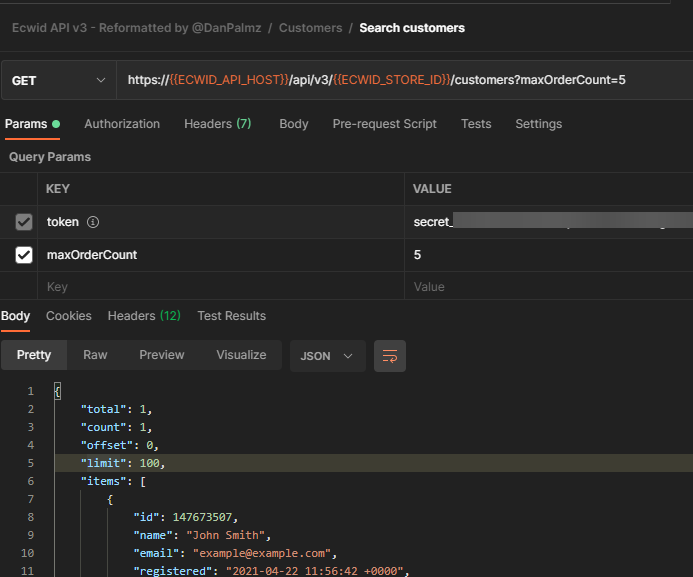 Ecwid API v3 - Reformatted by @DanPalmz / Customers / Search customers
GET https://{{ECWID_API_HOST}}/api/v3/{{ECWID_STORE_ID}}/customers?maxOrderCount=5
Params Authorization Headers (7) Body Pre-request Script Tests Settings
Query Params
KEY VALUE
token secret_
maxOrderCount 5
Key Value
Body Cookies Headers (12) Test Results
Pretty Raw Preview Visualize JSON
1 {
2 "total": 1,
3 "count": 1,
4 "offset": 0,
5 "limit": 100,
6 "items": [
7 {
8 "id": 147673507,
9 "name": "John Smith",
10 "email": "example@example.com",
11 "registered": "2021-04-22 11:56:42 +0000",